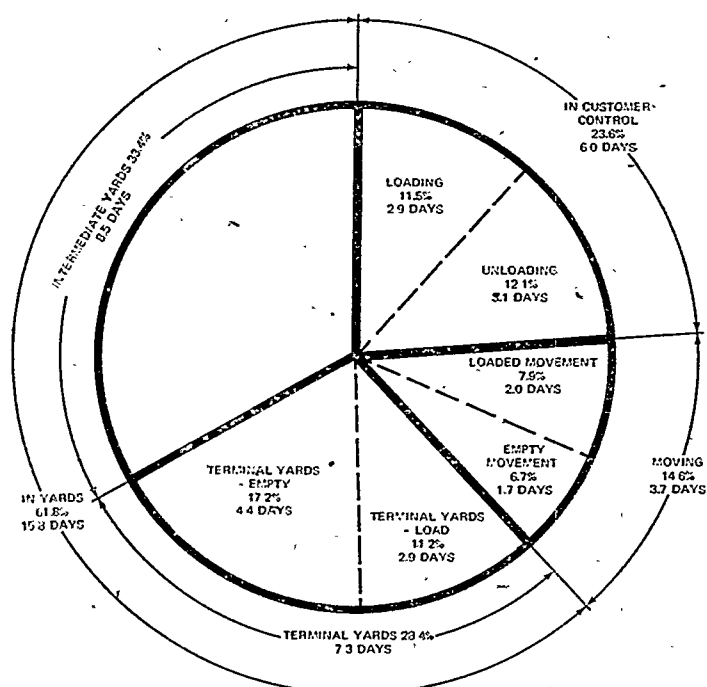 IN CUSTOMER
CONTROL
23.6%
6 0 DAYS
LOADING
11.5%
2 9 DAYS
INTERMEDIATE YARDS 33.4%
8.5 DAYS
UNLOADING
12 1%
3.1 DAYS
LOADED MOVEMENT
7.9%
2.0 DAYS
EMPTY
MOVEMENT
6.7%
1.7 DAYS
MOVING
14 6%
3.7 DAYS
TERMINAL YARDS
- EMPTY
17.2%
4 4 DAYS
IN YARDS
61.8%
15 8 DAYS
TERMINAL YARDS
- LOAD
11.2%
2.9 DAYS
TERMINAL YARDS 28.4%
7 3 DAYS